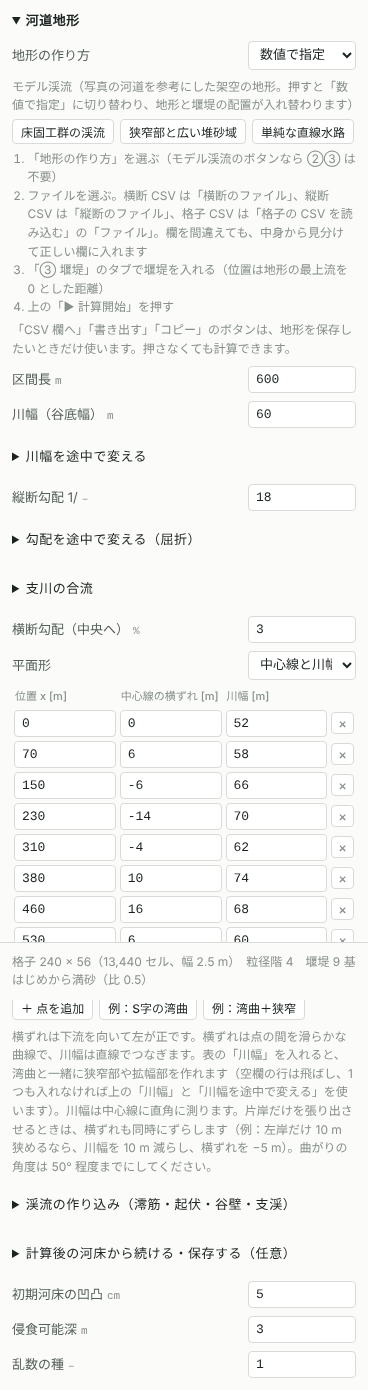 ▼ 河道地形
地形の作り方 数値で指定
モデル渓流（写真の河道を参考にした架空の地形。押すと「数
値で指定」に切り替わり、地形と堰堤の配置が入れ替わります）
床固工群の渓流 狭窄部と広い堆砂域 単純な直線水路
1. 「地形の作り方」を選ぶ（モデル渓流のボタンなら ②③ は
不要）
2. ファイルを選ぶ。横断 CSV は「横断のファイル」、縦断
CSV は「縦断のファイル」、格子 CSV は「格子の CSV を読
み込む」の「ファイル」。欄を間違えても、中身から見分け
て正しい欄に入れます
3. 「③ 堰堤」のタブで堰堤を入れる（位置は地形の最上流を
0 とした距離）
4. 上の「▶ 計算開始」を押す
「CSV 欄へ」「書き出す」「コピー」のボタンは、地形を保存し
たいときだけ使います。押さなくても計算できます。
区間長 m 600
川幅（谷底幅） m 60
▶ 川幅を途中で変える
縦断勾配 1/ – 18
▶ 勾配を途中で変える（屈折）
▶ 支川の合流
横断勾配（中央へ） % 3
平面形 中心線と川幅
位置 x [m] 中心線の横ずれ [m] 川幅 [m]
0 0 52 ×
70 6 58 ×
150 -6 66 ×
230 -14 70 ×
310 -4 62 ×
380 10 74 ×
460 16 68 ×
530 6 60
格子 240 × 56（13,440 セル、幅 2.5 m） 粒径階 4 堰堤 9 基
はじめから満砂（比 0.5）
＋ 点を追加 例：S字の湾曲 例：湾曲＋狭窄
横ずれは下流を向いて左が正です。横ずれは点の間を滑らかな
曲線で、川幅は直線でつなぎます。表の「川幅」を入れると、
湾曲と一緒に狭窄部や拡幅部を作れます（空欄の行は飛ばし、1
つも入れなければ上の「川幅」と「川幅を途中で変える」を使
います）。川幅は中心線に直角に測ります。片岸だけを張り出さ
せるときは、横ずれも同時にずらします（例：左岸だけ 10 m
狭めるなら、川幅を 10 m 減らし、横ずれを −5 m）。曲がりの
角度は 50° 程度までにしてください。
▶ 渓流の作り込み（澪筋・起伏・谷壁・支渓）
▶ 計算後の河床から続ける・保存する（任意）
初期河床の凹凸 cm 5
侵食可能深 m 3
乱数の種 – 1